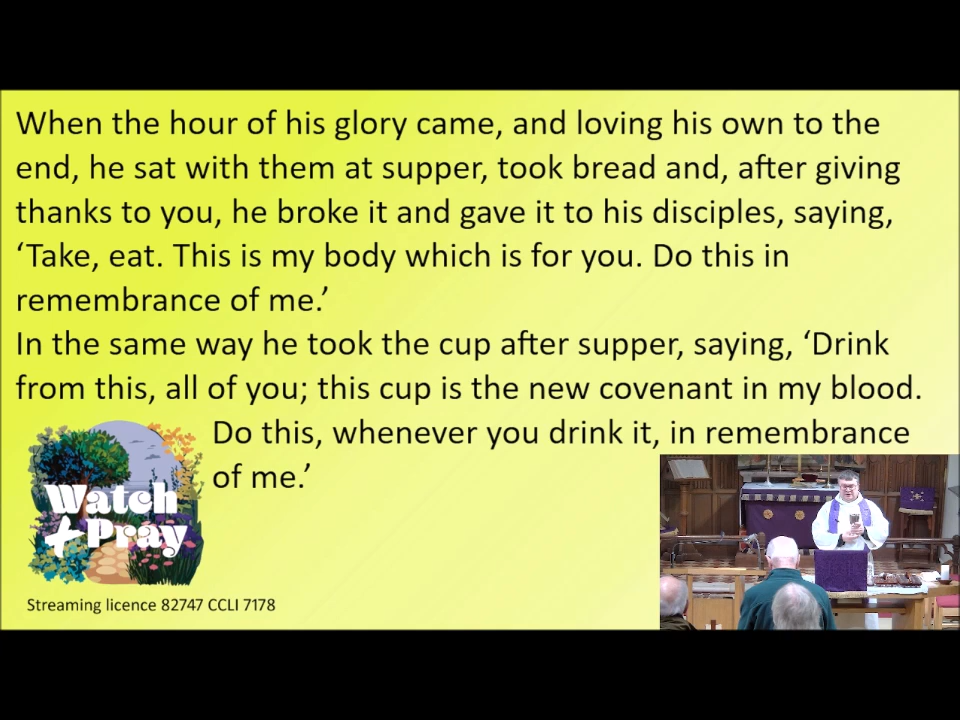 When the hour of his glory came, and loving his own to the
end, he sat with them at supper, took bread and, after giving
thanks to you, he broke it and gave it to his disciples, saying,
‘Take, eat. This is my body which is for you. Do this in
remembrance of me.’
In the same way he took the cup after supper, saying, ‘Drink
from this, all of you; this cup is the new covenant in my blood.
Do this, whenever you drink it, in remembrance
of me.’
Watch
+Pray
Streaming licence 82747 CCLI 7178